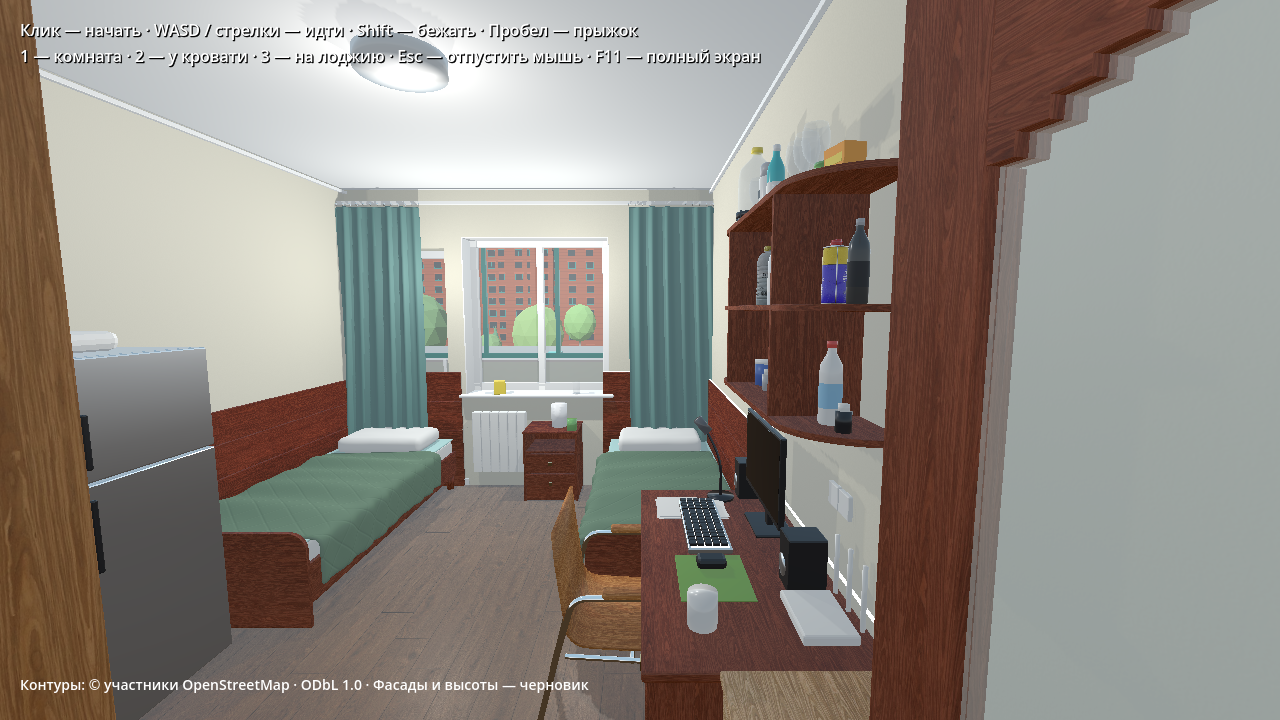 Клик — начать · WASD / стрелки — идти · Shift — бежать · Пробел — прыжок
1 — комната · 2 — у кровати · 3 — на лоджию · Esc — отпустить мышь · F11 — полный экран
Контуры: © участники OpenStreetMap · ODbL 1.0 · Фасады и высоты — черновик